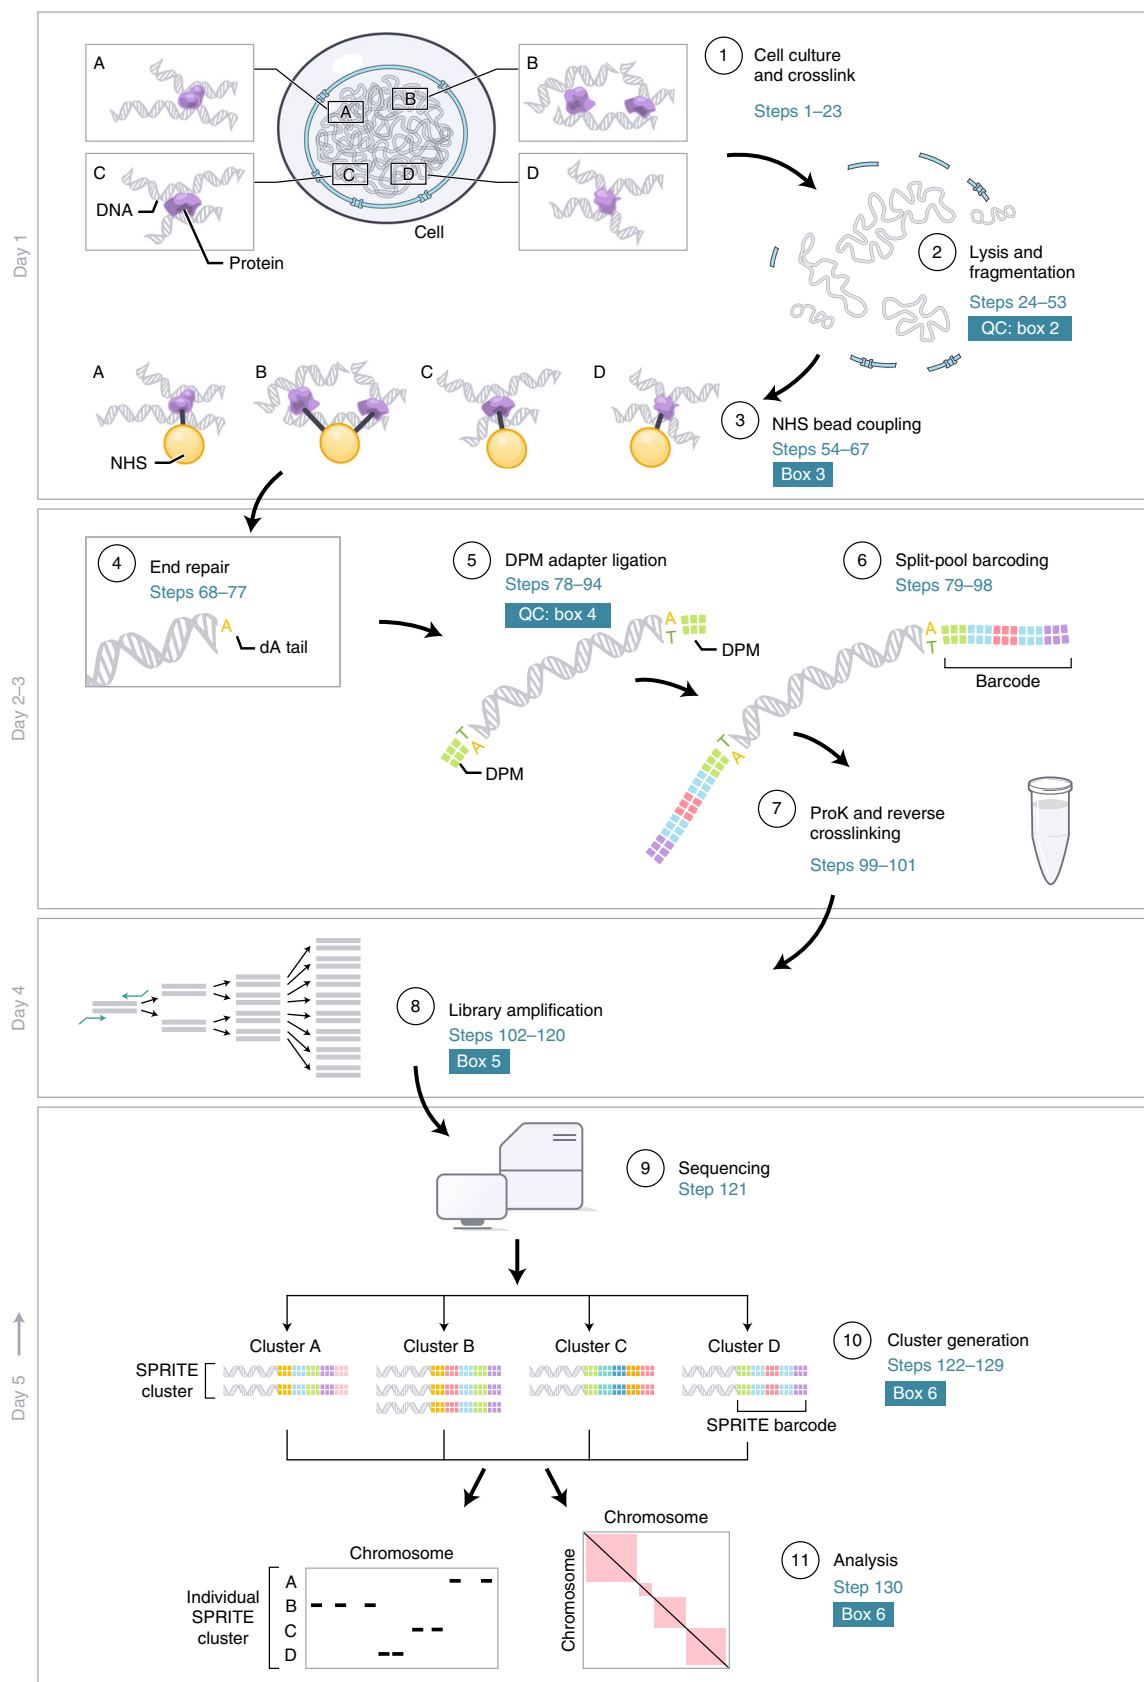 Day 1
A
B
C
D
A
B
C
D
DNA
Protein
Cell
1
Cell culture
and crosslink
Steps 1–23
2
Lysis and
fragmentation
Steps 24–53
QC: box 2
A
B
C
D
NHS
3
NHS bead coupling
Steps 54–67
Box 3
Day 2–3
4
End repair
Steps 68–77
A
dA tail
5
DPM adapter ligation
Steps 78–94
QC: box 4
A
T
DPM
T
A
DPM
6
Split-pool barcoding
Steps 79–98
A
T
Barcode
T
A
7
ProK and reverse
crosslinking
Steps 99–101
Day 4
8
Library amplification
Steps 102–120
Box 5
Day 5
9
Sequencing
Step 121
Cluster A
Cluster B
Cluster C
Cluster D
SPRITE
cluster
SPRITE barcode
10
Cluster generation
Steps 122–129
Box 6
Chromosome
Individual
SPRITE
cluster
A
B
C
D
Chromosome
Chromosome
11
Analysis
Step 130
Box 6